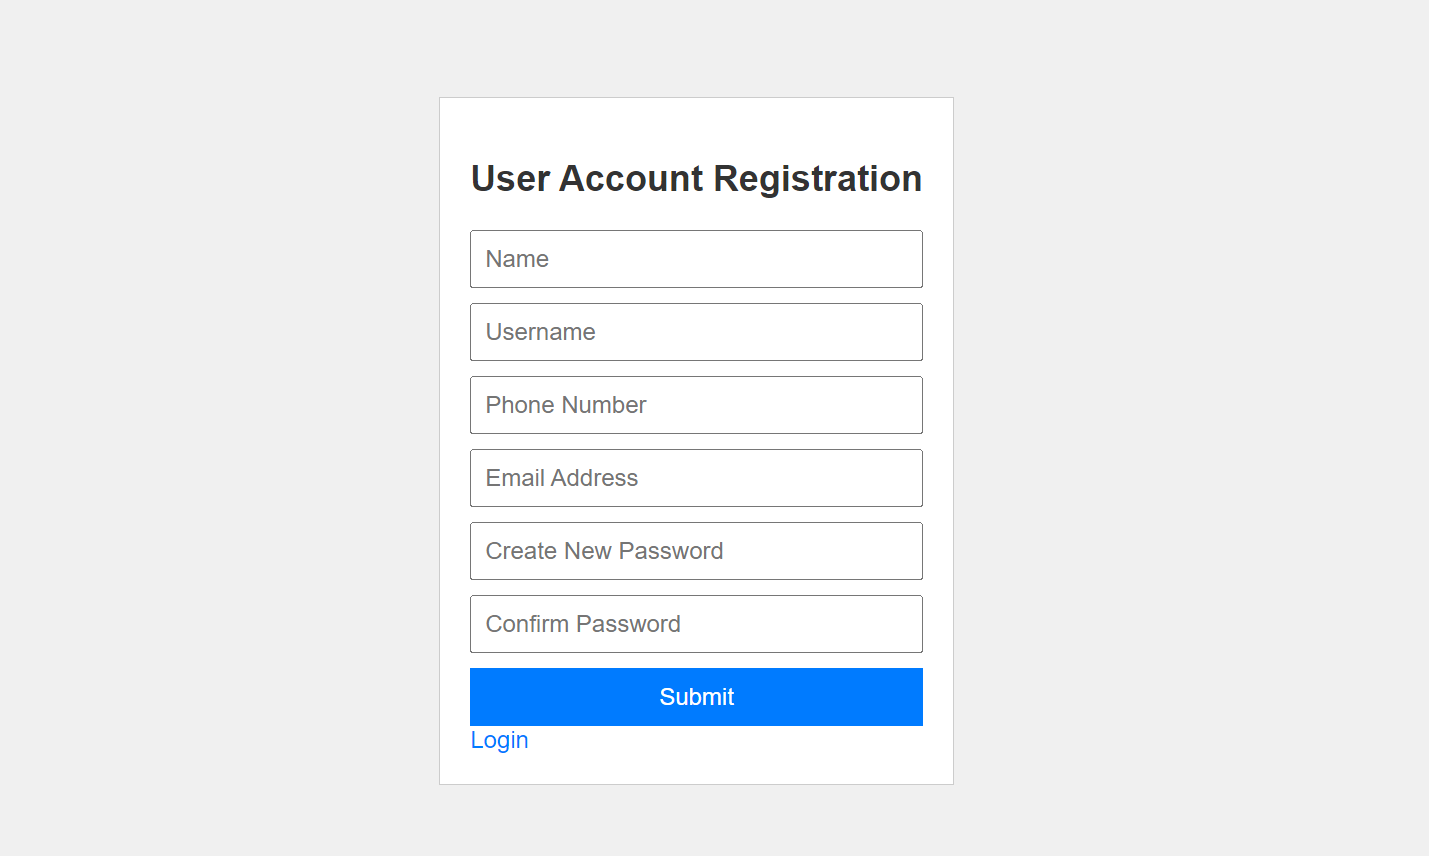 User Account Registration
Name
Username
Phone Number
Email Address
Create New Password
Confirm Password
Submit
Login